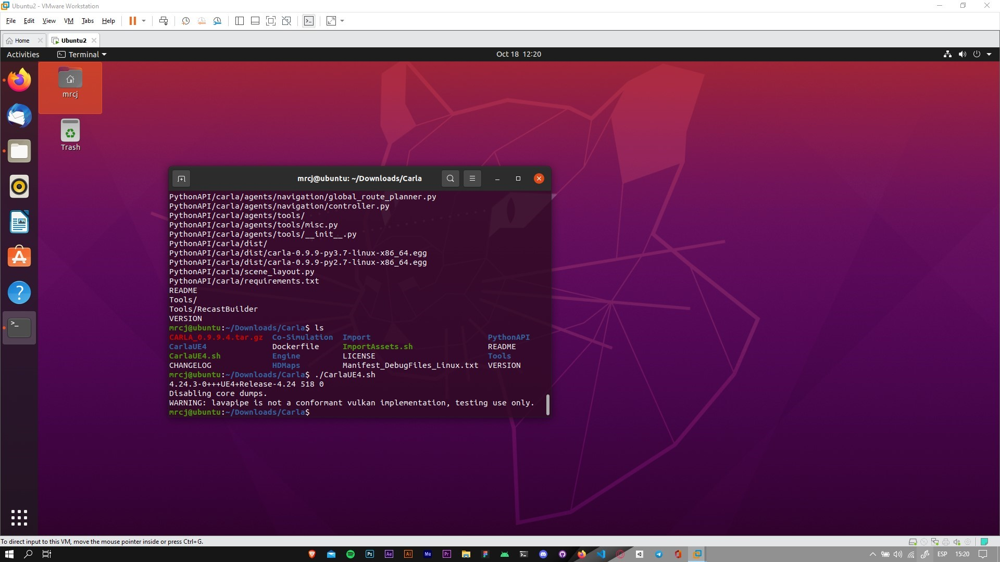 Ubuntu2 - VMware Workstation
File Edit View VM Tabs Help
Home Ubuntu2
Activities Terminal Oct 18 12:20
mrcj
Trash
mrcj@ubuntu: ~/Downloads/Carla
PythonAPI/carla/agents/navigation/global_route_planner.py
PythonAPI/carla/agents/navigation/controller.py
PythonAPI/carla/agents/tools/
PythonAPI/carla/agents/tools/misc.py
PythonAPI/carla/agents/tools/__init__.py
PythonAPI/carla/dist/
PythonAPI/carla/dist/carla-0.9.9-py3.7-linux-x86_64.egg
PythonAPI/carla/dist/carla-0.9.9-py2.7-linux-x86_64.egg
PythonAPI/carla/scene_layout.py
PythonAPI/carla/requirements.txt
README
Tools/
Tools/RecastBuilder
VERSION
mrcj@ubuntu:~/Downloads/Carla$ ls
CARLA_0.9.9.4.tar.gz Co-Simulation Import PythonAPI
CarlaUE4 Dockerfile ImportAssets.sh README
CarlaUE4.sh Engine LICENSE Tools
CHANGELOG HDMaps Manifest_DebugFiles_Linux.txt VERSION
mrcj@ubuntu:~/Downloads/Carla$ ./CarlaUE4.sh
4.24.3-0+++UE4+Release-4.24 518 0
Disabling core dumps.
WARNING: lavapipe is not a conformant vulkan implementation, testing use only.
mrcj@ubuntu:~/Downloads/Carla$
To direct input to this VM, move the mouse pointer inside or press Ctrl+G.
Ps Ae Ai Me Pr ESP 15:20